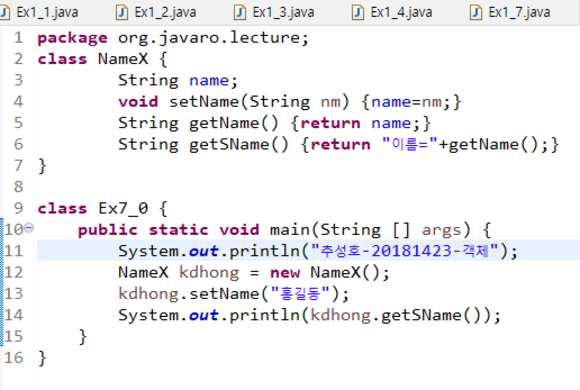 Ex1_1.java Ex1_2.java Ex1_3.java Ex1_4.java Ex1_7.java
1 package org.javaro.lecture;
2 class NameX {
3 String name;
4 void setName(String nm) {name=nm;}
5 String getName() {return name;}
6 String getSName() {return "이름="+getName();}
7 }
8
9 class Ex7_0 {
10 public static void main(String [] args) {
11 System.out.println("추성호-20181423-객체");
12 NameX kdhong = new NameX();
13 kdhong.setName("홍길동");
14 System.out.println(kdhong.getSName());
15 }
16 }